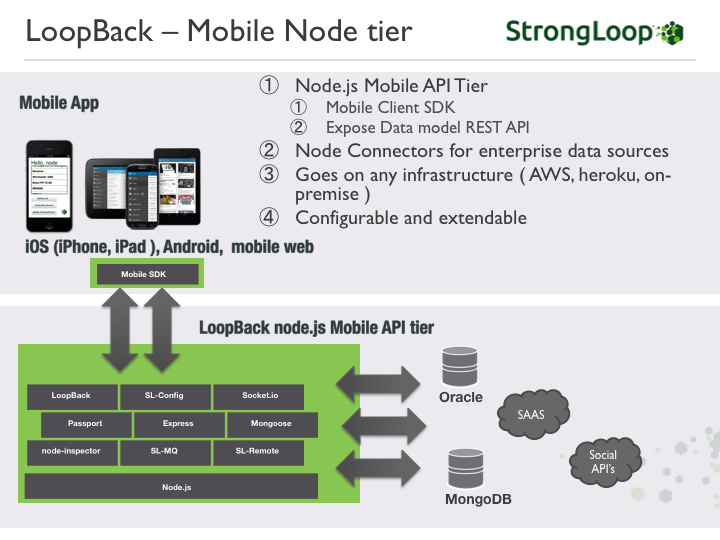 LoopBack – Mobile Node tier
StrongLoop
Mobile App
① Node.js Mobile API Tier
① Mobile Client SDK
② Expose Data model REST API
② Node Connectors for enterprise data sources
③ Goes on any infrastructure ( AWS, heroku, on-
premise )
④ Configurable and extendable
Hello, node
iOS (iPhone, iPad ), Android, mobile web
Mobile SDK
LoopBack node.js Mobile API tier
LoopBack SL-Config Socket.io
Passport Express Mongoose
node-inspector SL-MQ SL-Remote
Node.js
Oracle
SAAS
Social
API's
MongoDB